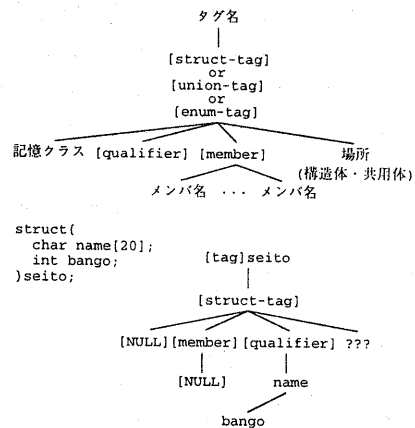 タグ名
[struct-tag]
or
[union-tag]
or
[enum-tag]
記憶クラス [qualifier] [member] 場所
(構造体・共用体)
メンバ名 ... メンバ名
struct{
char name[20];
int bango;
}seito;
[tag]seito
[struct-tag]
[NULL][member][qualifier] ???
[NULL] name
bango